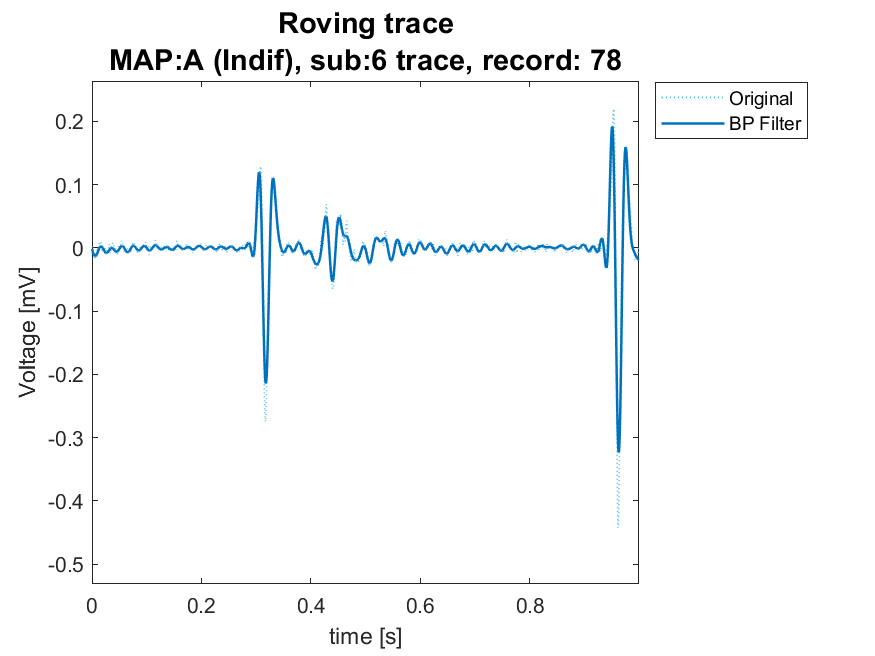 Roving trace
MAP:A (Indif), sub:6 trace, record: 78
Original
BP Filter
0.2
0.1
0
-0.1
-0.2
-0.3
-0.4
-0.5
Voltage [mV]
0
0.2
0.4
0.6
0.8
time [s]